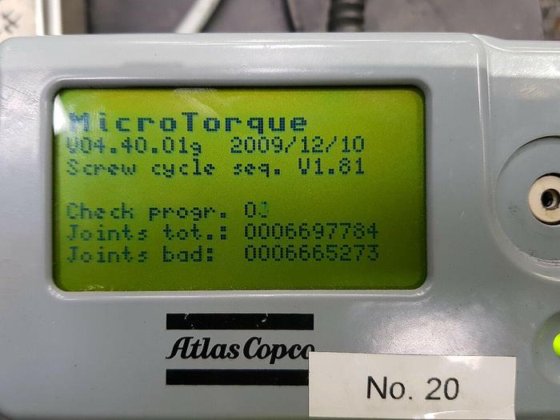 MicroTorque
V04.40.01g 2009/12/10
Screw cycle seq. V1.81
Check progr. OJ
Joints tot.: 0006697784
Joints bad: 0006665273
Atlas Copco
No. 20